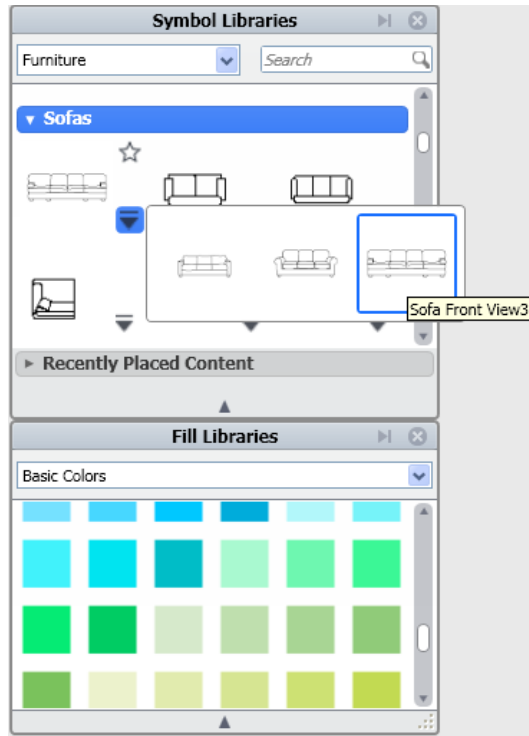 Symbol Libraries
Furniture
Search
Sofas
Sofa Front View3
Recently Placed Content
Fill Libraries
Basic Colors